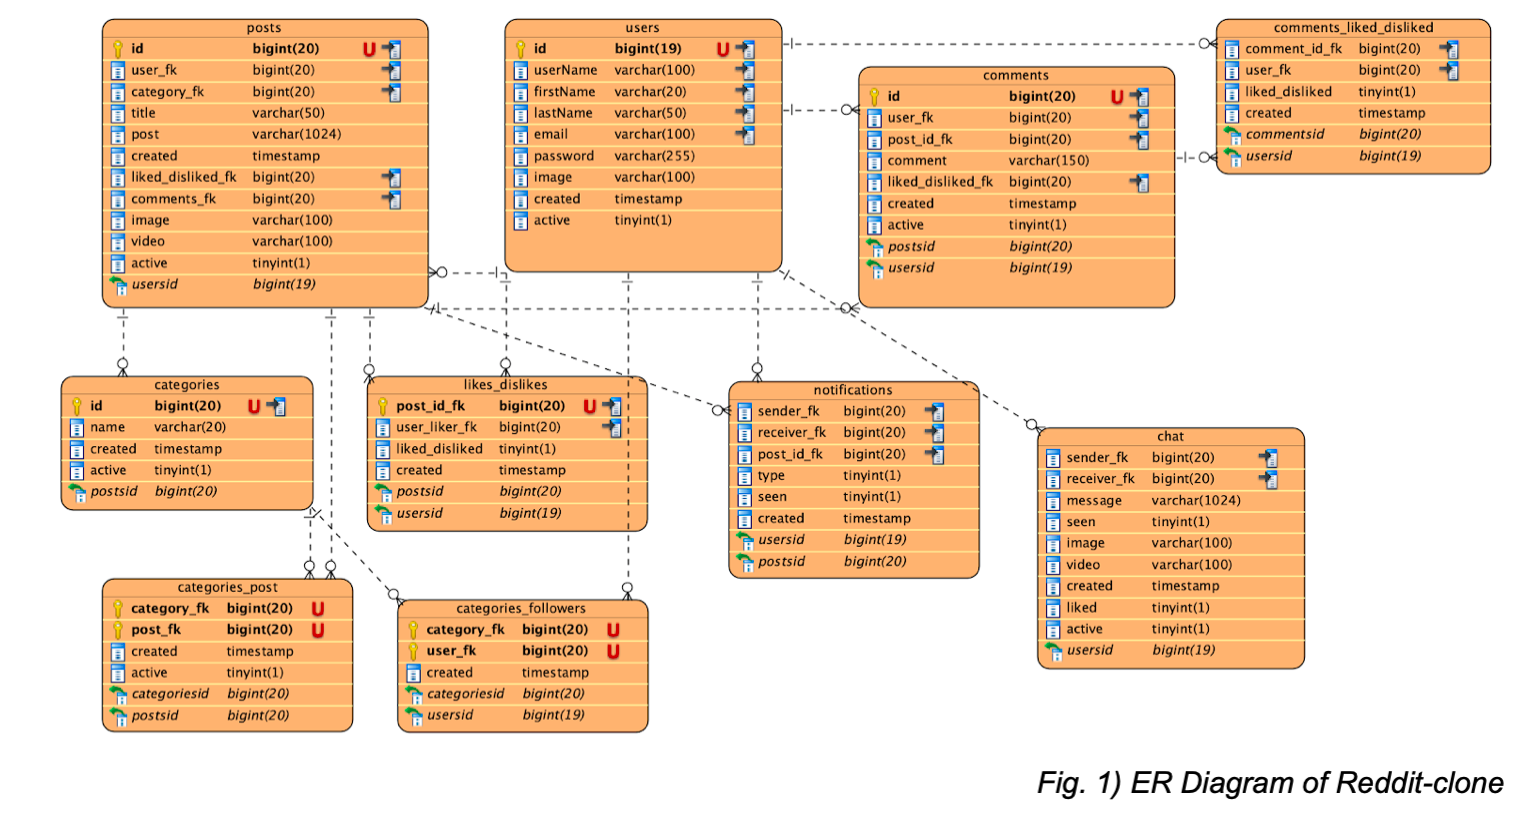 posts
id bigint(20) U
user_fk bigint(20)
category_fk bigint(20)
title varchar(50)
post varchar(1024)
created timestamp
liked_disliked_fk bigint(20)
comments_fk bigint(20)
image varchar(100)
video varchar(100)
active tinyint(1)
usersid bigint(19)
users
id bigint(19) U
userName varchar(100)
firstName varchar(20)
lastName varchar(50)
email varchar(100)
password varchar(255)
image varchar(100)
created timestamp
active tinyint(1)
comments
id bigint(20) U
user_fk bigint(20)
post_id_fk bigint(20)
comment varchar(150)
liked_disliked_fk bigint(20)
created timestamp
active tinyint(1)
postsid bigint(20)
usersid bigint(19)
comments_liked_disliked
comment_id_fk bigint(20)
user_fk bigint(20)
liked_disliked tinyint(1)
created timestamp
commentsid bigint(20)
usersid bigint(19)
categories
id bigint(20) U
name varchar(20)
created timestamp
active tinyint(1)
postsid bigint(20)
likes_dislikes
post_id_fk bigint(20) U
user_liker_fk bigint(20)
liked_disliked tinyint(1)
created timestamp
postsid bigint(20)
usersid bigint(19)
notifications
sender_fk bigint(20)
receiver_fk bigint(20)
post_id_fk bigint(20)
type tinyint(1)
seen tinyint(1)
created timestamp
usersid bigint(19)
postsid bigint(20)
chat
sender_fk bigint(20)
receiver_fk bigint(20)
message varchar(1024)
seen tinyint(1)
image varchar(100)
video varchar(100)
created timestamp
liked tinyint(1)
active tinyint(1)
usersid bigint(19)
categories_post
category_fk bigint(20) U
post_fk bigint(20) U
created timestamp
active tinyint(1)
categoriesid bigint(20)
postsid bigint(20)
categories_followers
category_fk bigint(20) U
user_fk bigint(20) U
created timestamp
categoriesid bigint(20)
usersid bigint(19)
Fig. 1) ER Diagram of Reddit-clone